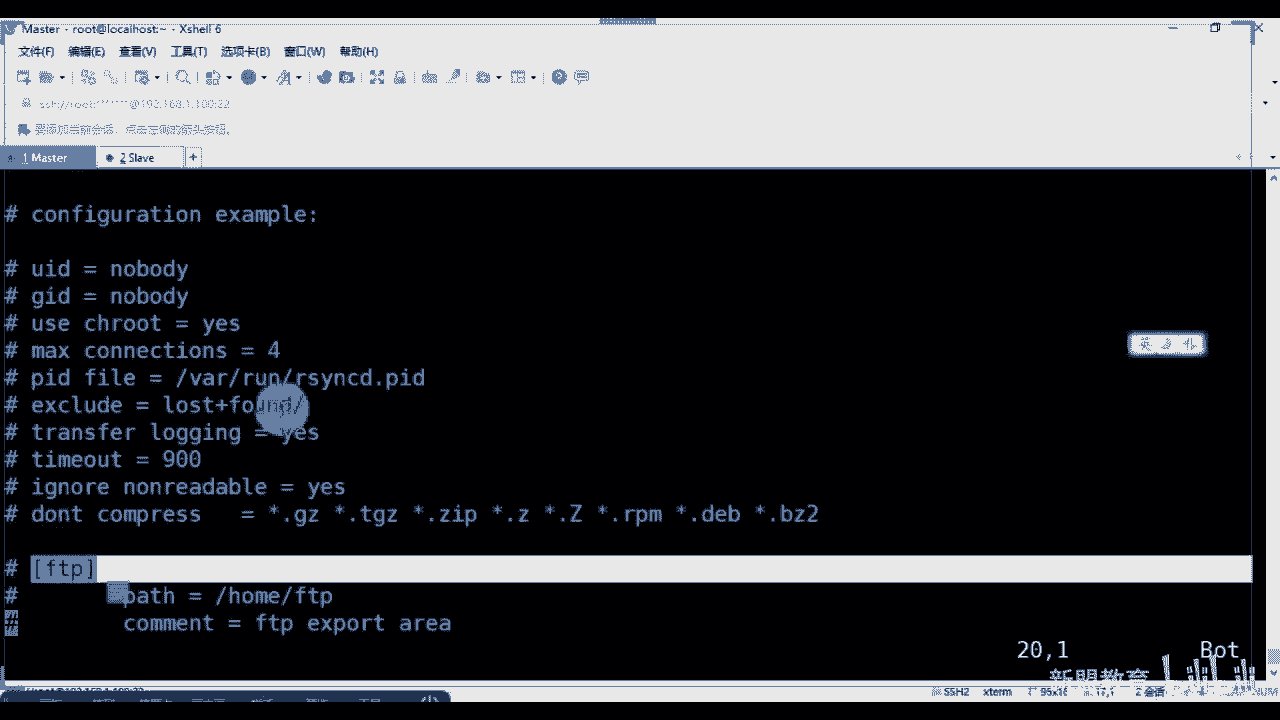 Master - root@localhost:~ - Xshell 6
文件(F) 编辑(E) 查看(V) 工具(T) 选项卡(B) 窗口(W) 帮助(H)
ssh://root:******@192.168.1.100:22
要添加当前会话，点击左侧的箭头按钮。
1 Master 2 Slave +
# configuration example:
# uid = nobody
# gid = nobody
# use chroot = yes
# max connections = 4
# pid file = /var/run/rsyncd.pid
# exclude = lost+found/
# transfer logging = yes
# timeout = 900
# ignore nonreadable = yes
# dont compress   = *.gz *.tgz *.zip *.z *.Z *.rpm *.deb *.bz2
# [ftp]
#        path = /home/ftp
#        comment = ftp export area
20,1 Bot
新盟教育
SSH2 xterm